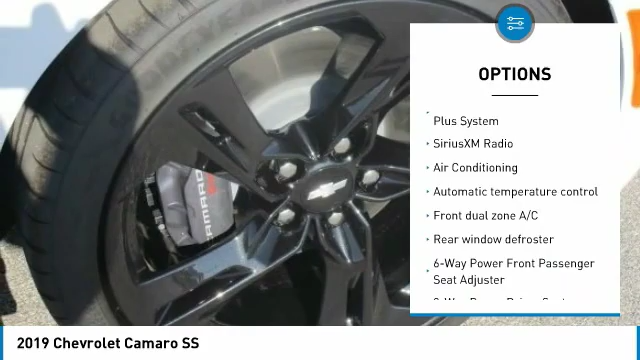 OPTIONS
Plus System
SiriusXM Radio
Air Conditioning
Automatic temperature control
Front dual zone A/C
Rear window defroster
6-Way Power Front Passenger
Seat Adjuster
CAMARO
2019 Chevrolet Camaro SS